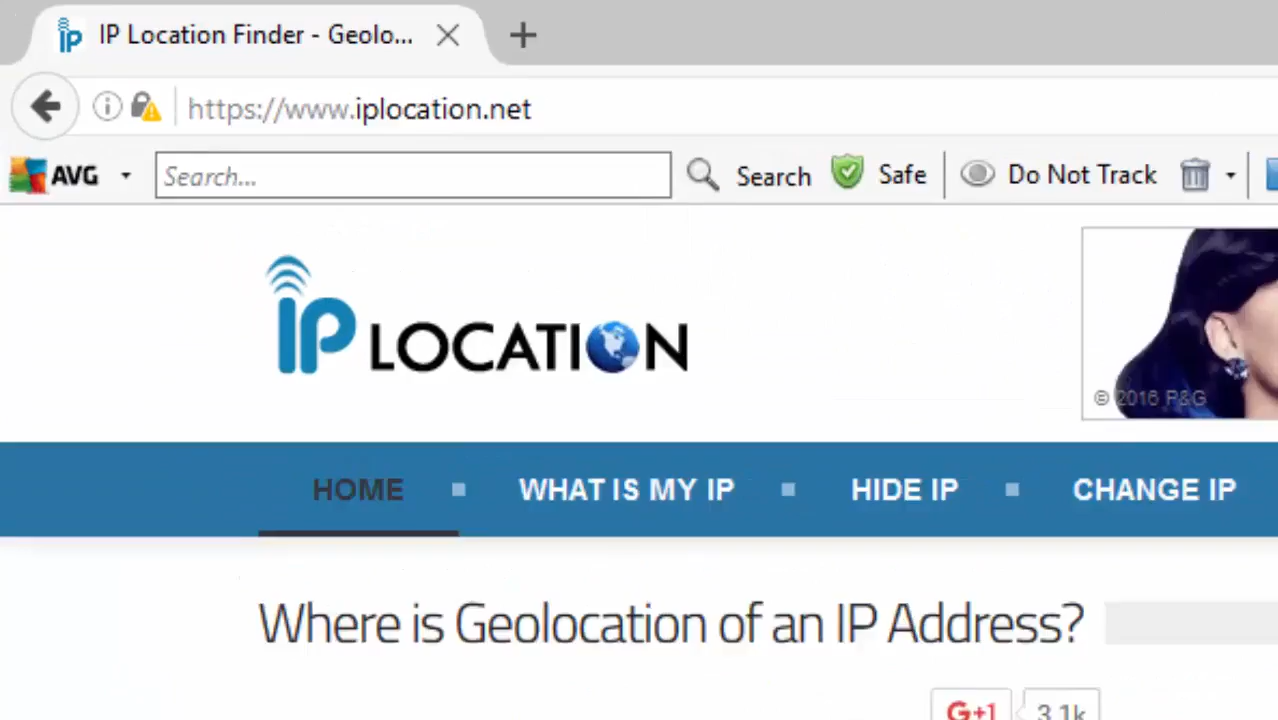 IP Location Finder - Geolo...
https://www.iplocation.net
AVG Search... Search Safe Do Not Track
IP LOCATION
© 2016 P&G
HOME WHAT IS MY IP HIDE IP CHANGE IP
Where is Geolocation of an IP Address?
G+1 3.1k